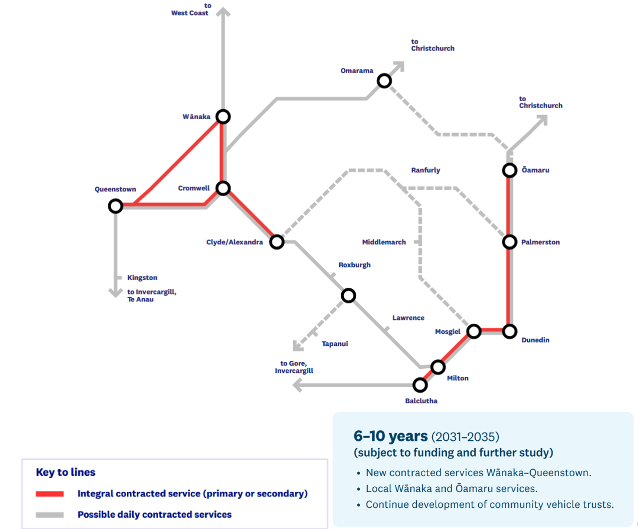 to
West Coast
to
Christchurch
Omarama
to
Christchurch
Wānaka
Ōamaru
Ranfurly
Queenstown
Cromwell
Clyde/Alexandra
Middlemarch
Palmerston
Roxburgh
Kingston
to Invercargill,
Te Anau
Lawrence
Mosgiel
Dunedin
Tapanui
to Gore,
Invercargill
Milton
Balclutha
6–10 years (2031–2035)
(subject to funding and further study)
• New contracted services Wānaka–Queenstown.
• Local Wānaka and Ōamaru services.
• Continue development of community vehicle trusts.
Key to lines
Integral contracted service (primary or secondary)
Possible daily contracted services